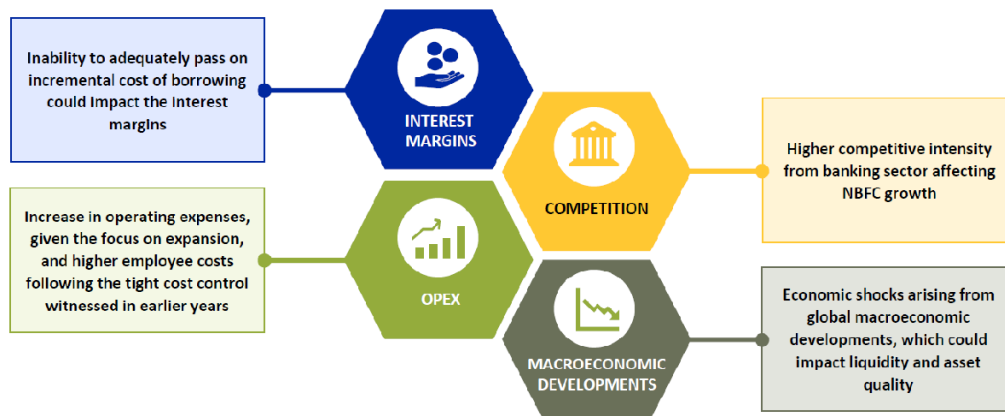 Inability to adequately pass on
incremental cost of borrowing
could impact the interest
margins
INTEREST
MARGINS
Higher competitive intensity
from banking sector affecting
NBFC growth
COMPETITION
Increase in operating expenses,
given the focus on expansion,
and higher employee costs
following the tight cost control
witnessed in earlier years
OPEX
Economic shocks arising from
global macroeconomic
developments, which could
impact liquidity and asset
quality
MACROECONOMIC
DEVELOPMENTS